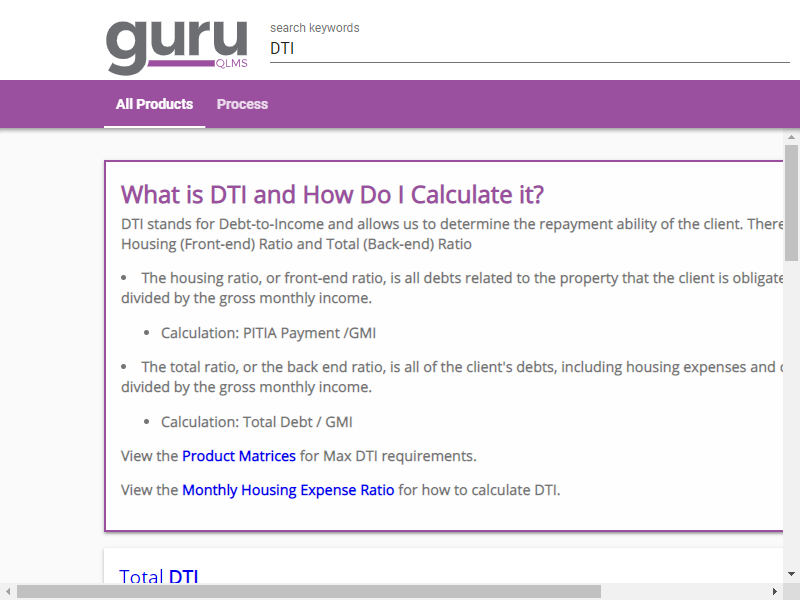 guru
QLMS
search keywords
DTI
All Products
Process
What is DTI and How Do I Calculate it?
DTI stands for Debt-to-Income and allows us to determine the repayment ability of the client. There
Housing (Front-end) Ratio and Total (Back-end) Ratio
• The housing ratio, or front-end ratio, is all debts related to the property that the client is obligate
divided by the gross monthly income.
• Calculation: PITIA Payment /GMI
• The total ratio, or the back end ratio, is all of the client's debts, including housing expenses and
divided by the gross monthly income.
• Calculation: Total Debt / GMI
View the Product Matrices for Max DTI requirements.
View the Monthly Housing Expense Ratio for how to calculate DTI.
Total DTI